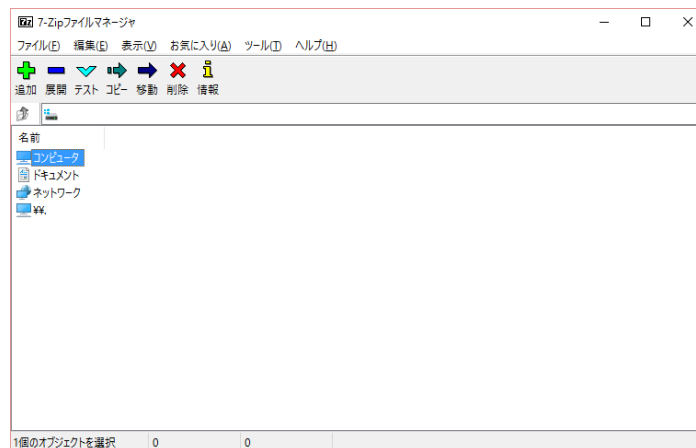 7z 7-Zipファイルマネージャ
ファイル(F) 編集(E) 表示(V) お気に入り(A) ツール(T) ヘルプ(H)
追加 展開 テスト コピー 移動 削除 情報
名前
コンピュータ
ドキュメント
ネットワーク
¥¥.
1個のオブジェクトを選択 0 0